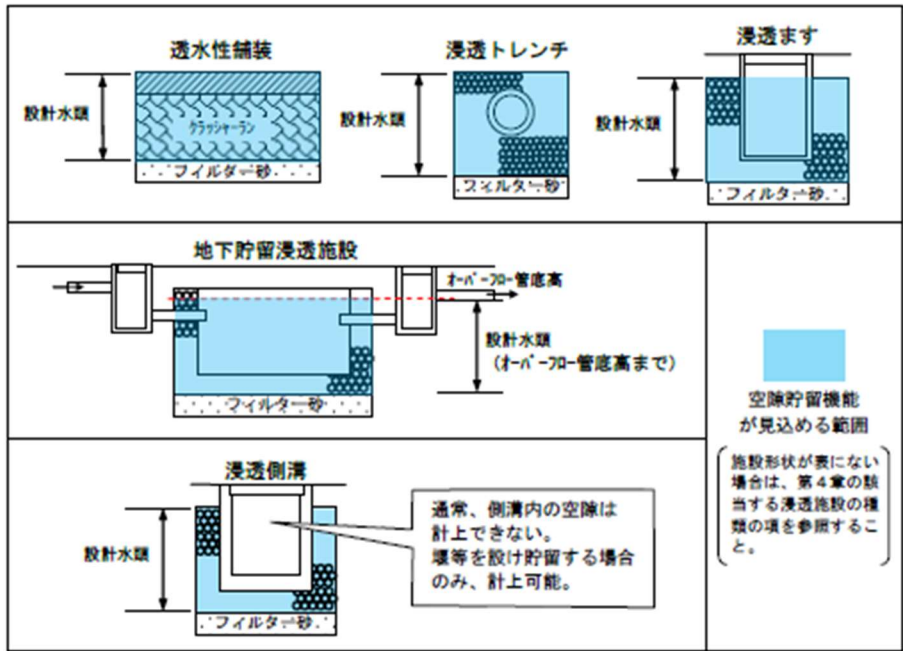 透水性舗装
設計水頭
クラッシャーラン
フィルター砂
浸透トレンチ
設計水頭
フィルター砂
浸透ます
設計水頭
フィルター砂
地下貯留浸透施設
オーバーフロー管底高
設計水頭
(オーバーフロー管底高まで)
フィルター砂
浸透側溝
設計水頭
フィルター砂
通常、側溝内の空隙は
計上できない。
堰等を設け貯留する場合
のみ、計上可能。
空隙貯留機能
が見込める範囲
施設形状が表にない
場合は、第4章の該
当する浸透施設の種
類の項を参照するこ
と。